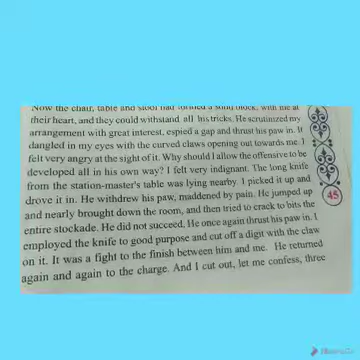 Now the chair, table and stool had formed a solid block, with me at
their heart, and they could withstand all his tricks. He scrutinized my
arrangement with great interest, espied a gap and thrust his paw in. It
dangled in my eyes with the curved claws opening out towards me. I
felt very angry at the sight of it. Why should I allow the offensive to be
developed all in his own way? I felt very indignant. The long knife
from the station-master's table was lying nearby. I picked it up and
drove it in. He withdrew his paw, maddened by pain. He jumped up
and nearly brought down the room, and then tried to crack to bits the
entire stockade. He did not succeed, He once again thrust his paw in. I
employed the knife to good purpose and cut off a digit with the claw
on it. It was a fight to the finish between him and me. He returned
again and again to the charge. And I cut out, let me confess, three
45